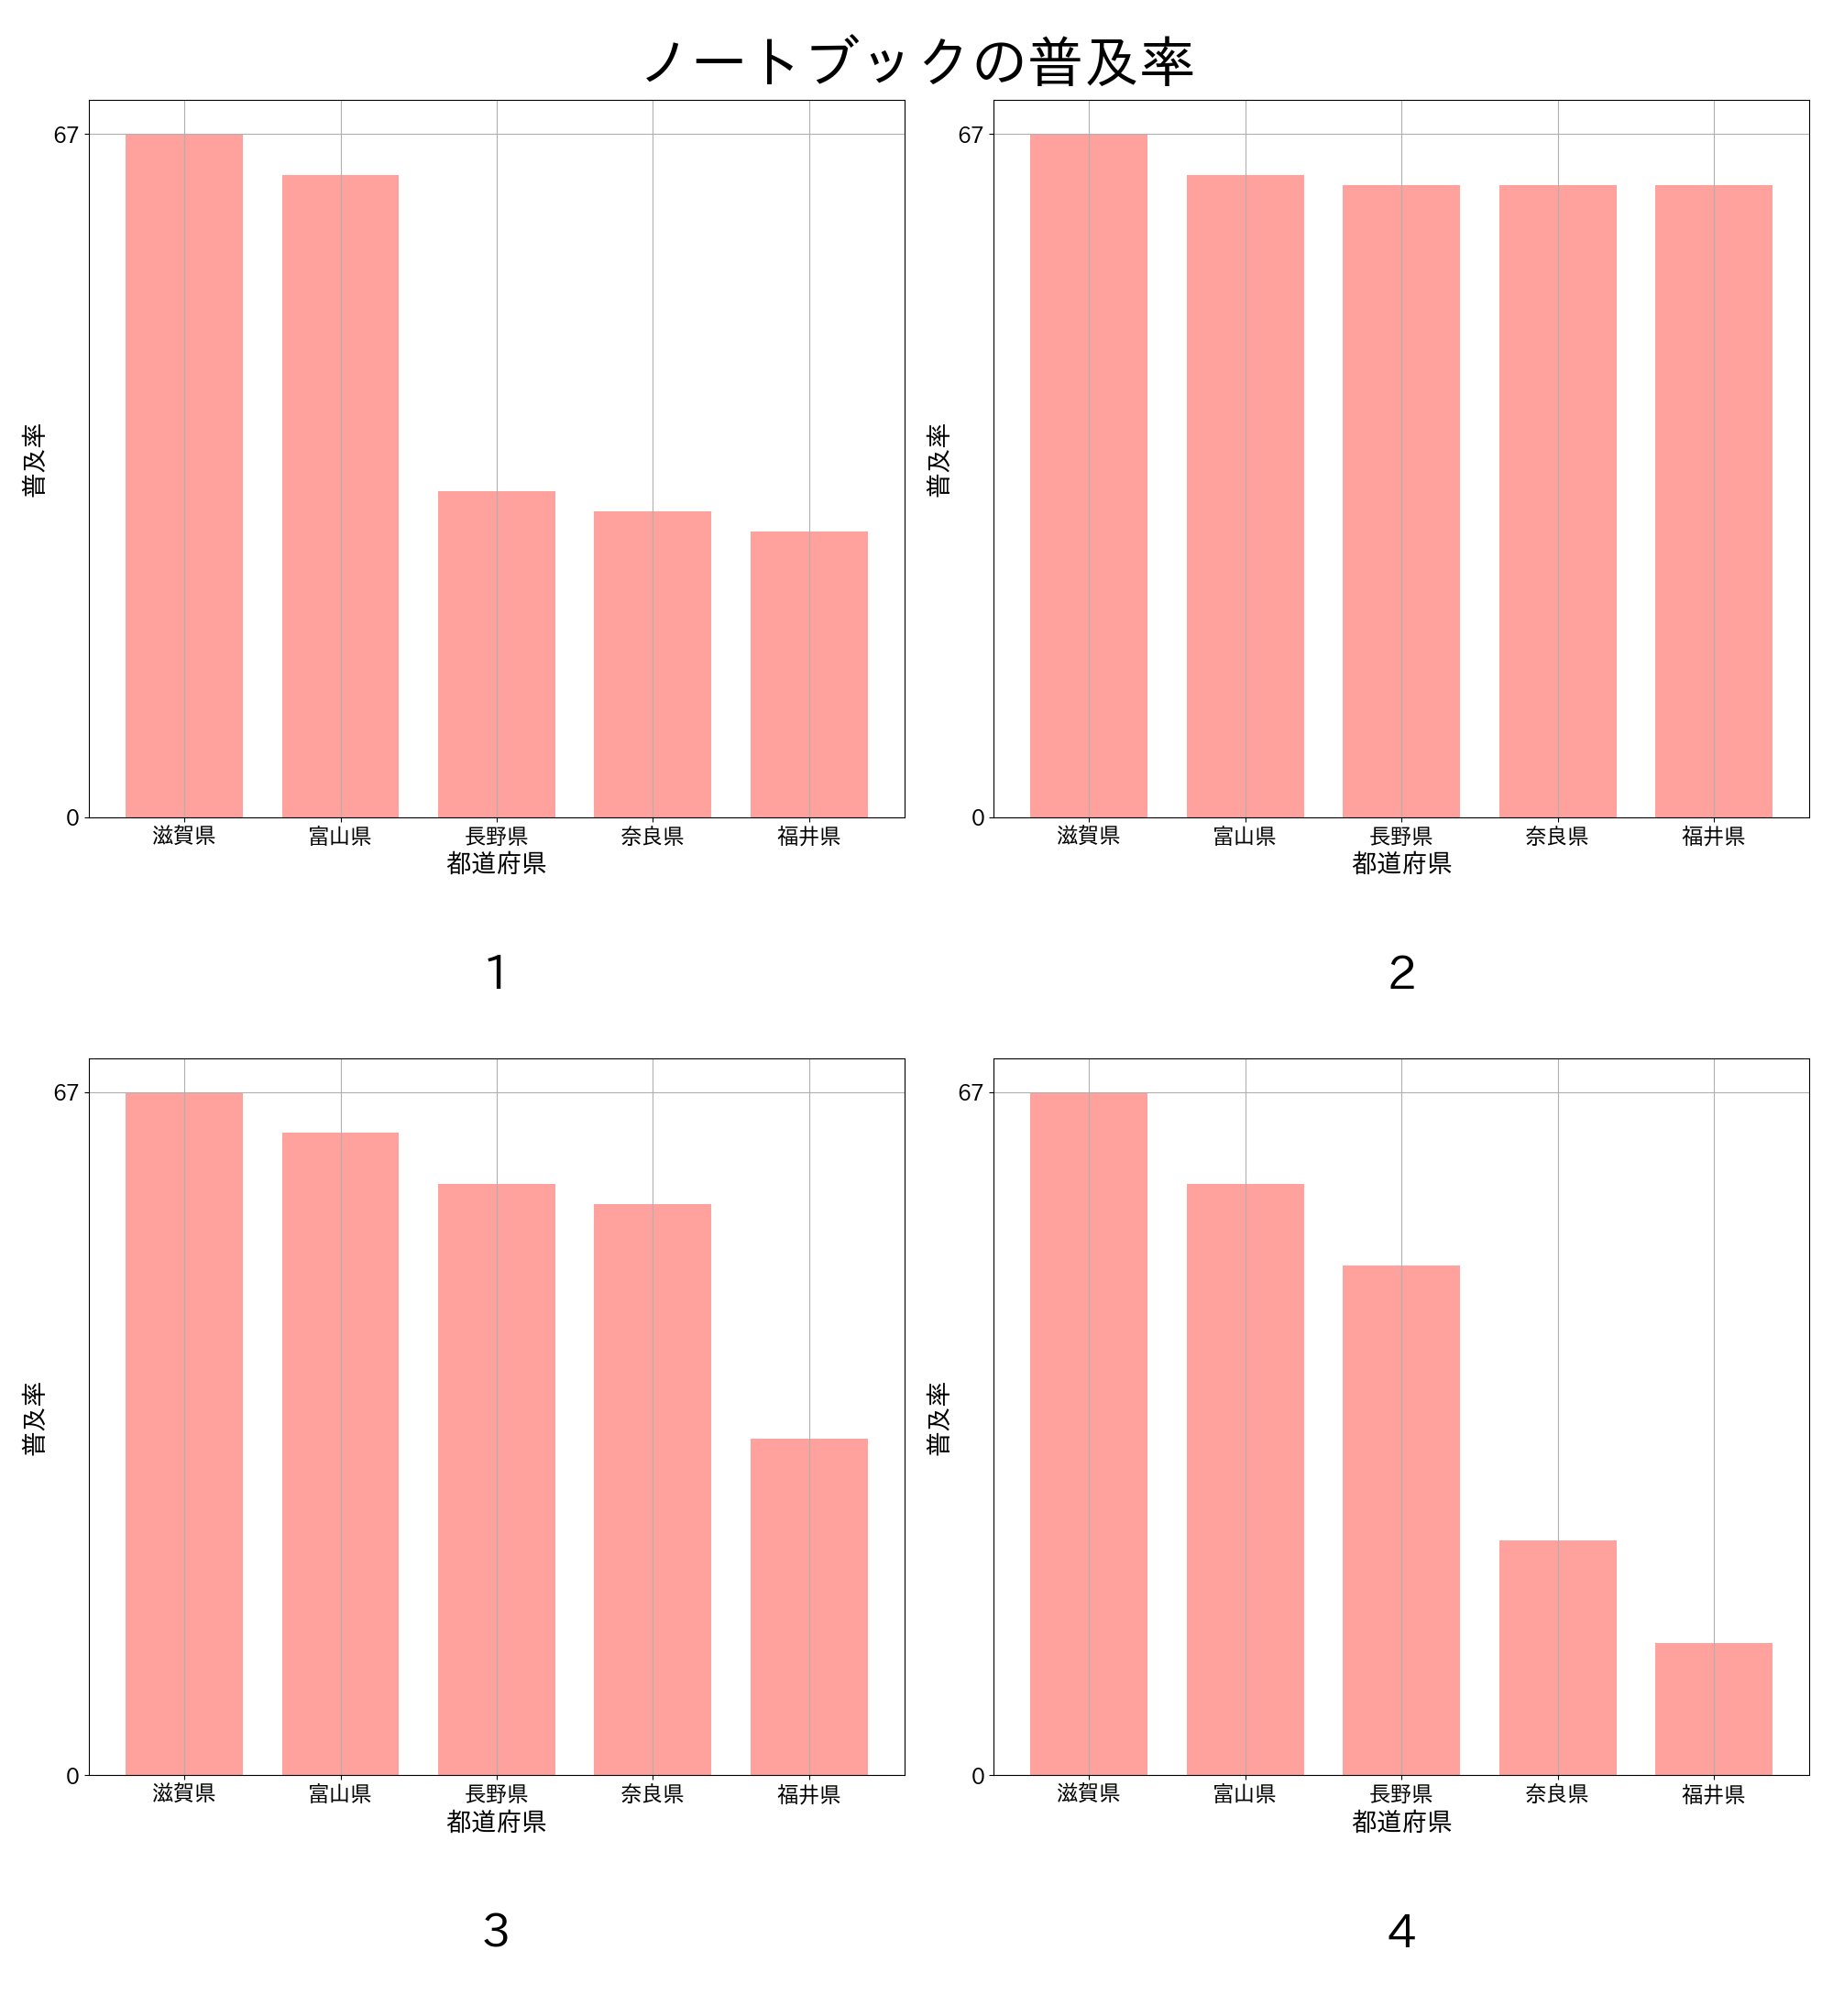 ノートブックの普及率
67
0
普及率
滋賀県 富山県 長野県 奈良県 福井県
都道府県
1
67
0
普及率
滋賀県 富山県 長野県 奈良県 福井県
都道府県
2
67
0
普及率
滋賀県 富山県 長野県 奈良県 福井県
都道府県
3
67
0
普及率
滋賀県 富山県 長野県 奈良県 福井県
都道府県
4